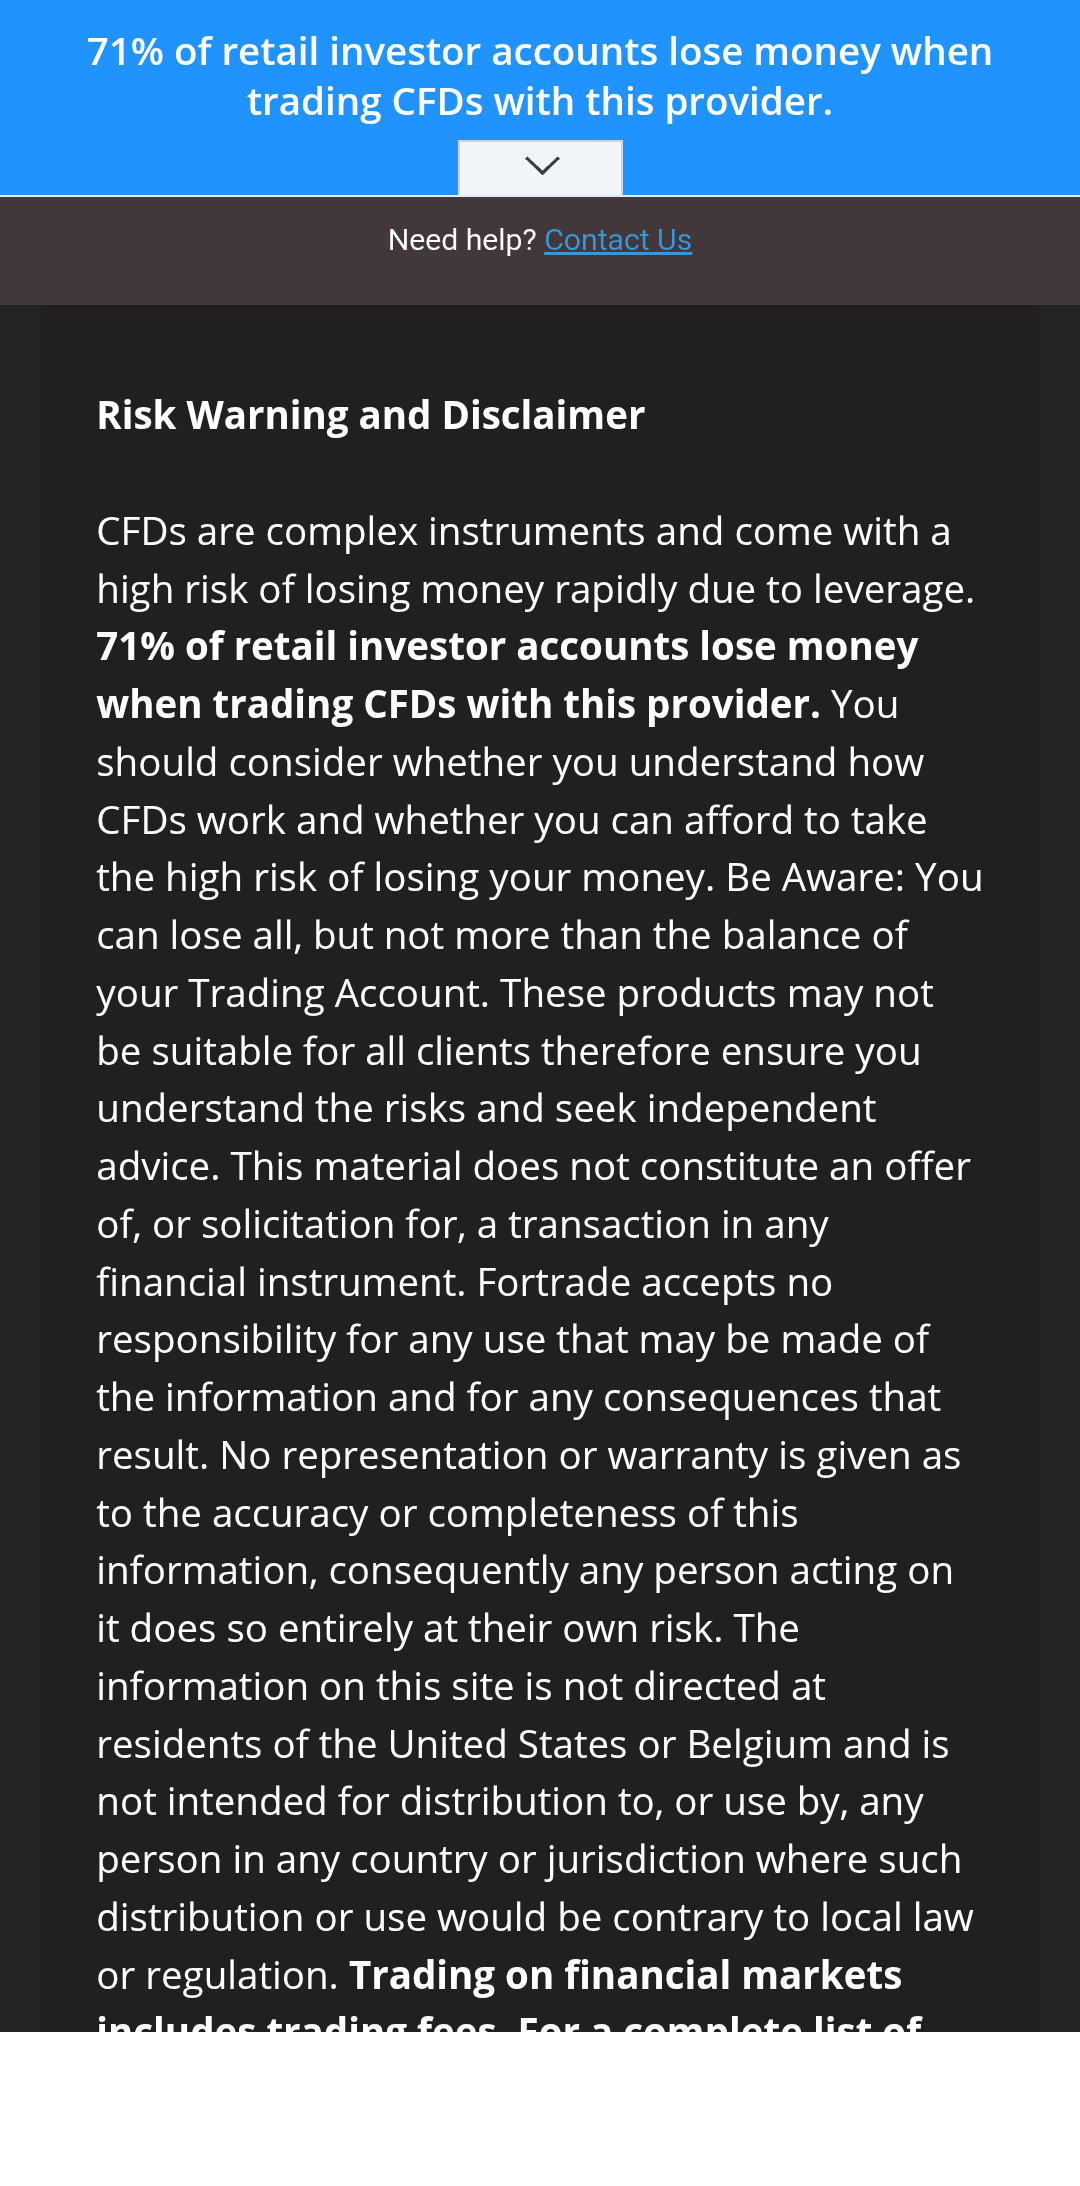 71% of retail investor accounts lose money when
trading CFDs with this provider.
Need help? Contact Us
Risk Warning and Disclaimer
CFDs are complex instruments and come with a
high risk of losing money rapidly due to leverage.
71% of retail investor accounts lose money
when trading CFDs with this provider. You
should consider whether you understand how
CFDs work and whether you can afford to take
the high risk of losing your money. Be Aware: You
can lose all, but not more than the balance of
your Trading Account. These products may not
be suitable for all clients therefore ensure you
understand the risks and seek independent
advice. This material does not constitute an offer
of, or solicitation for, a transaction in any
financial instrument. Fortrade accepts no
responsibility for any use that may be made of
the information and for any consequences that
result. No representation or warranty is given as
to the accuracy or completeness of this
information, consequently any person acting on
it does so entirely at their own risk. The
information on this site is not directed at
residents of the United States or Belgium and is
not intended for distribution to, or use by, any
person in any country or jurisdiction where such
distribution or use would be contrary to local law
or regulation. Trading on financial markets
includes trading fees. For a complete list of